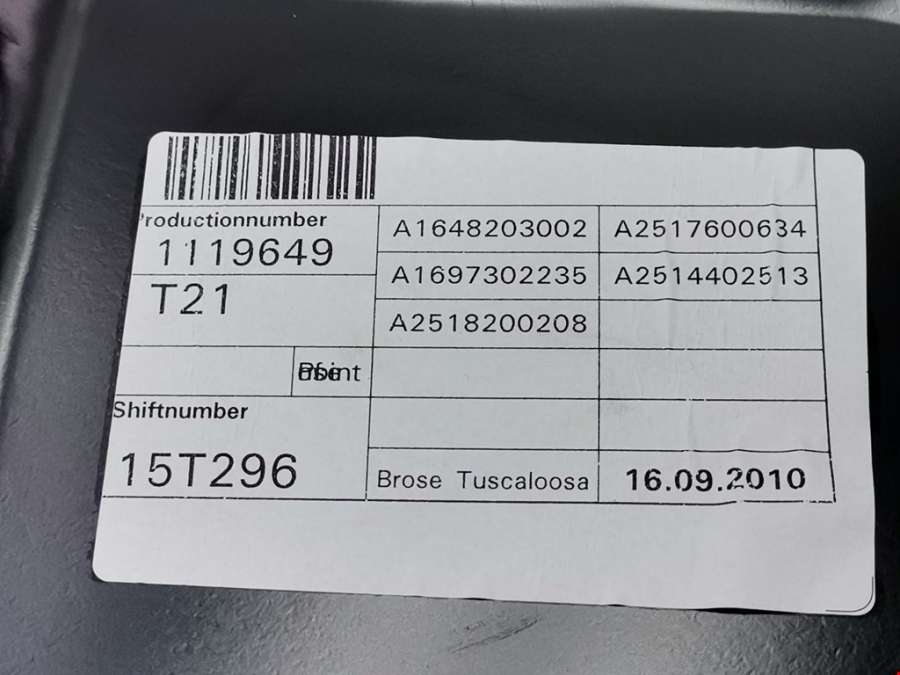 Productionnumber
1119649
T21
Shiftnumber
15T296
A1648203002 A2517600634
A1697302235 A2514402513
A2518200208
Brose Tuscaloosa 16.09.2010